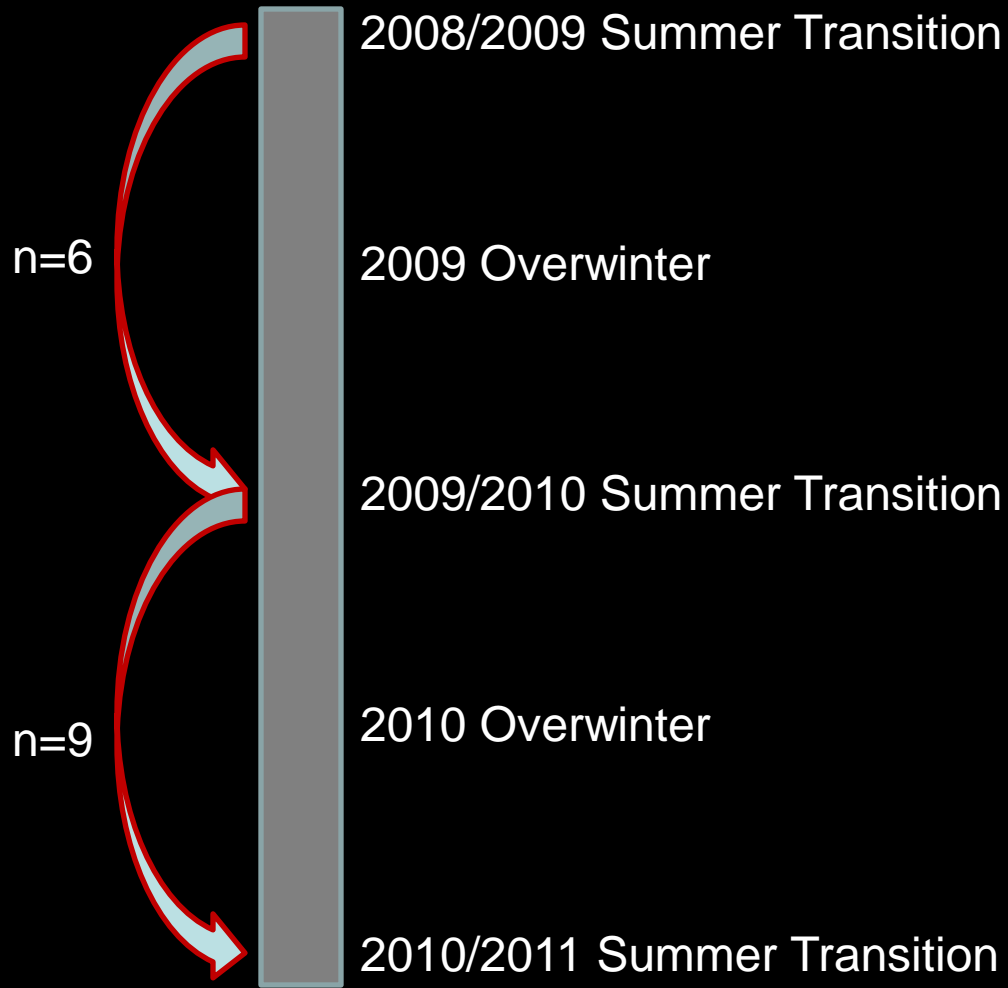 2008/2009 Summer Transition
n=6
2009 Overwinter
2009/2010 Summer Transition
n=9
2010 Overwinter
2010/2011 Summer Transition